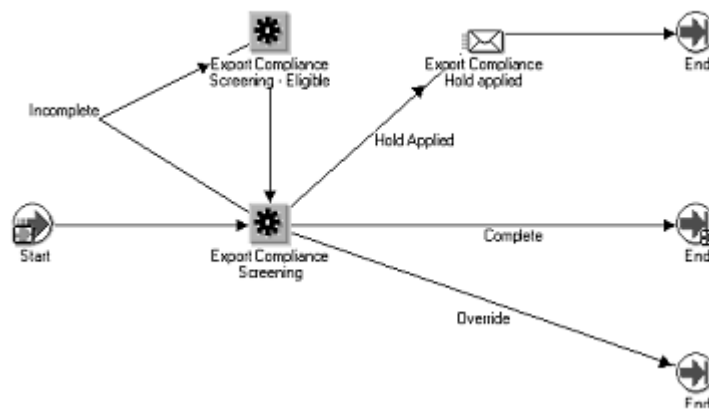 Export Compliance
Screening - Eligible
Export Compliance
Hold applied
End
Incomplete
Hold Applied
Start
Export Compliance
Screening
Complete
End
Override
End